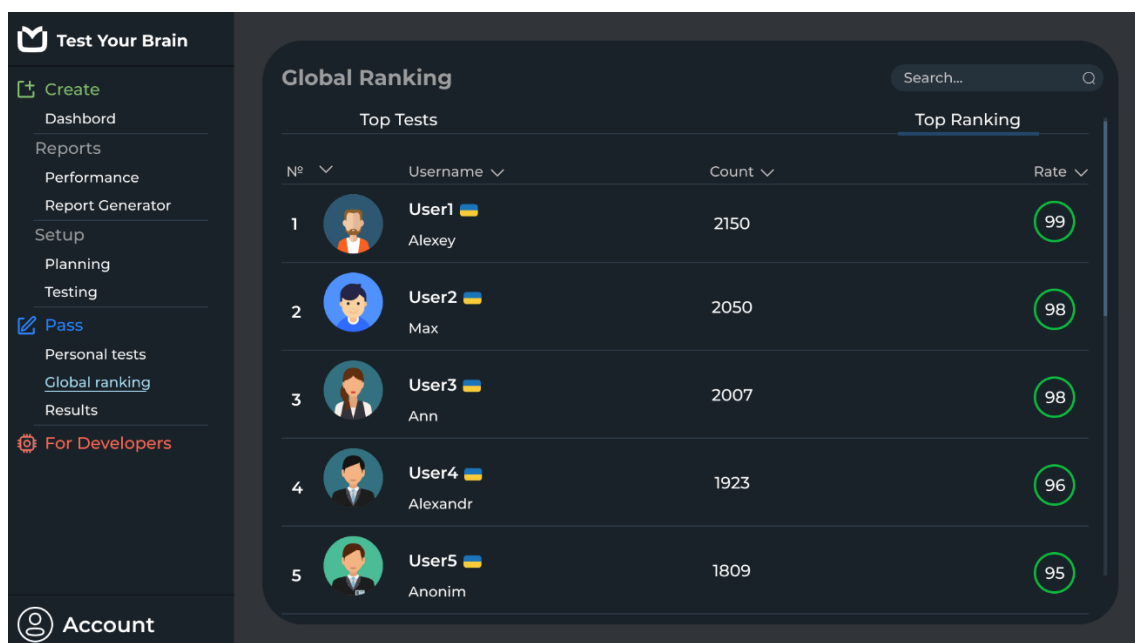 Test Your Brain
Create
Dashbord
Reports
Performance
Report Generator
Setup
Planning
Testing
Pass
Personal tests
Global ranking
Results
For Developers
Account
Global Ranking
Search...
Top Tests Top Ranking
Nº Username Count Rate
1 User1 2150 99
Alexey
2 User2 2050 98
Max
3 User3 2007 98
Ann
4 User4 1923 96
Alexandr
5 User5 1809 95
Anonim